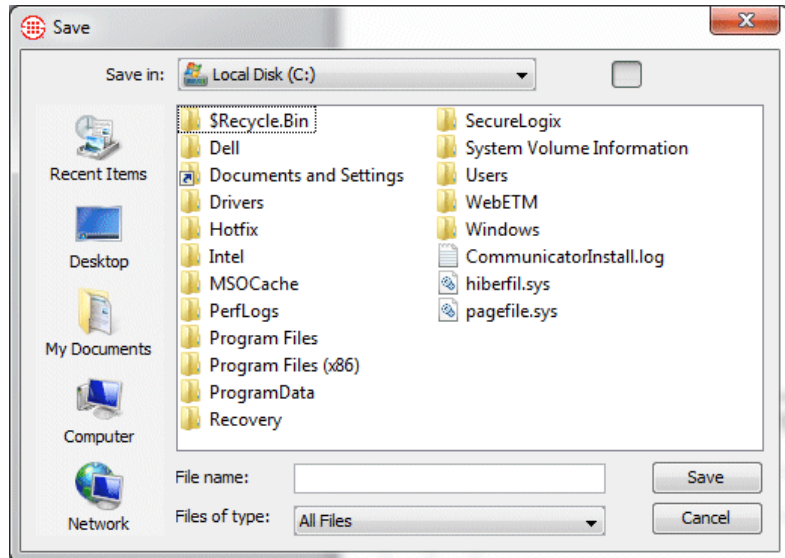 Save
Save in: Local Disk (C:)
Recent Items
Desktop
My Documents
Computer
Network
$Recycle.Bin
Dell
Documents and Settings
Drivers
Hotfix
Intel
MSOCache
PerfLogs
Program Files
Program Files (x86)
ProgramData
Recovery
SecureLogix
System Volume Information
Users
WebETM
Windows
CommunicatorInstall.log
hiberfil.sys
pagefile.sys
File name:
Save
Files of type: All Files
Cancel